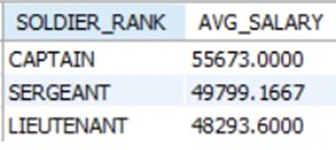 SOLDIER_RANK AVG_SALARY
CAPTAIN 55673.0000
SERGEANT 49799.1667
LIEUTENANT 48293.6000